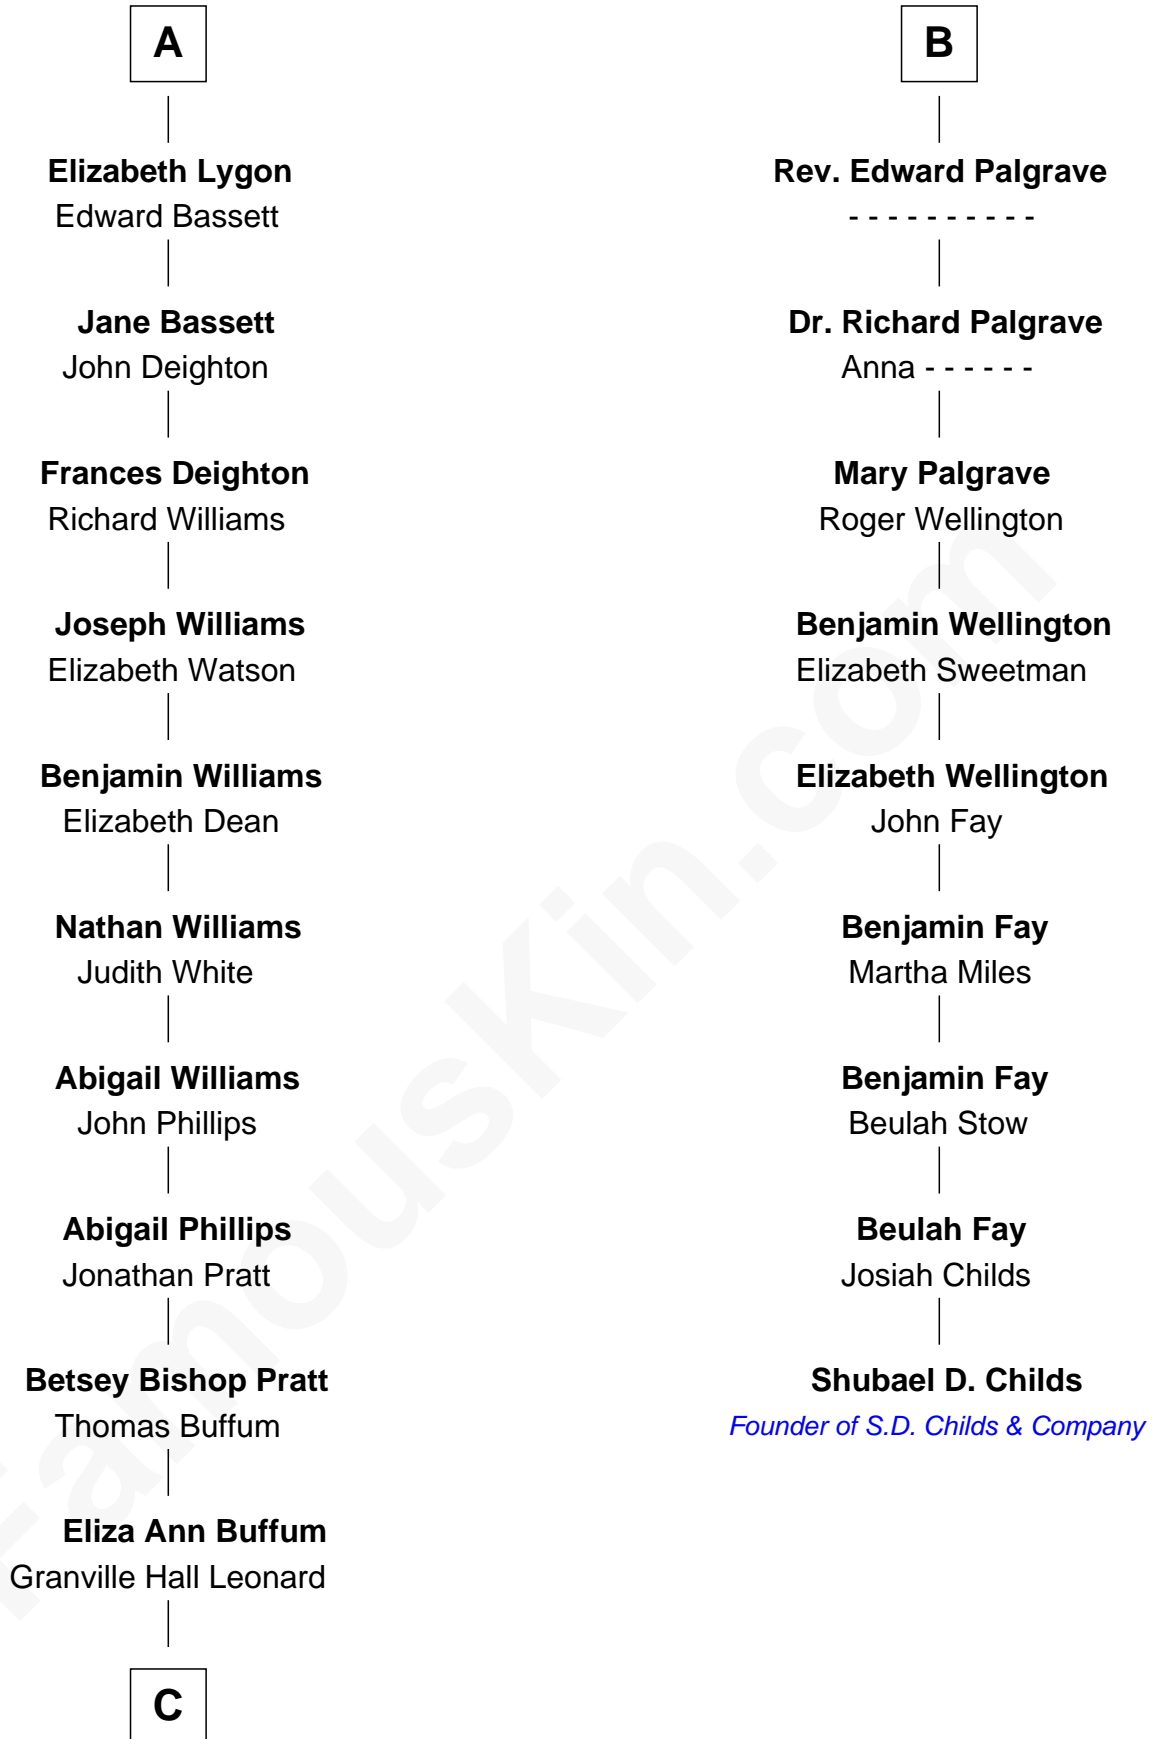 A
Elizabeth Lygon
Edward Bassett
Jane Bassett
John Deighton
Frances Deighton
Richard Williams
Joseph Williams
Elizabeth Watson
Benjamin Williams
Elizabeth Dean
Nathan Williams
Judith White
Abigail Williams
John Phillips
Abigail Phillips
Jonathan Pratt
Betsey Bishop Pratt
Thomas Buffum
Eliza Ann Buffum
Granville Hall Leonard
C
B
Rev. Edward Palgrave
- - - - - - - - - -
Dr. Richard Palgrave
Anna - - - - - -
Mary Palgrave
Roger Wellington
Benjamin Wellington
Elizabeth Sweetman
Elizabeth Wellington
John Fay
Benjamin Fay
Martha Miles
Benjamin Fay
Beulah Stow
Beulah Fay
Josiah Childs
Shubael D. Childs
Founder of S.D. Childs & Company
FamousKin.com